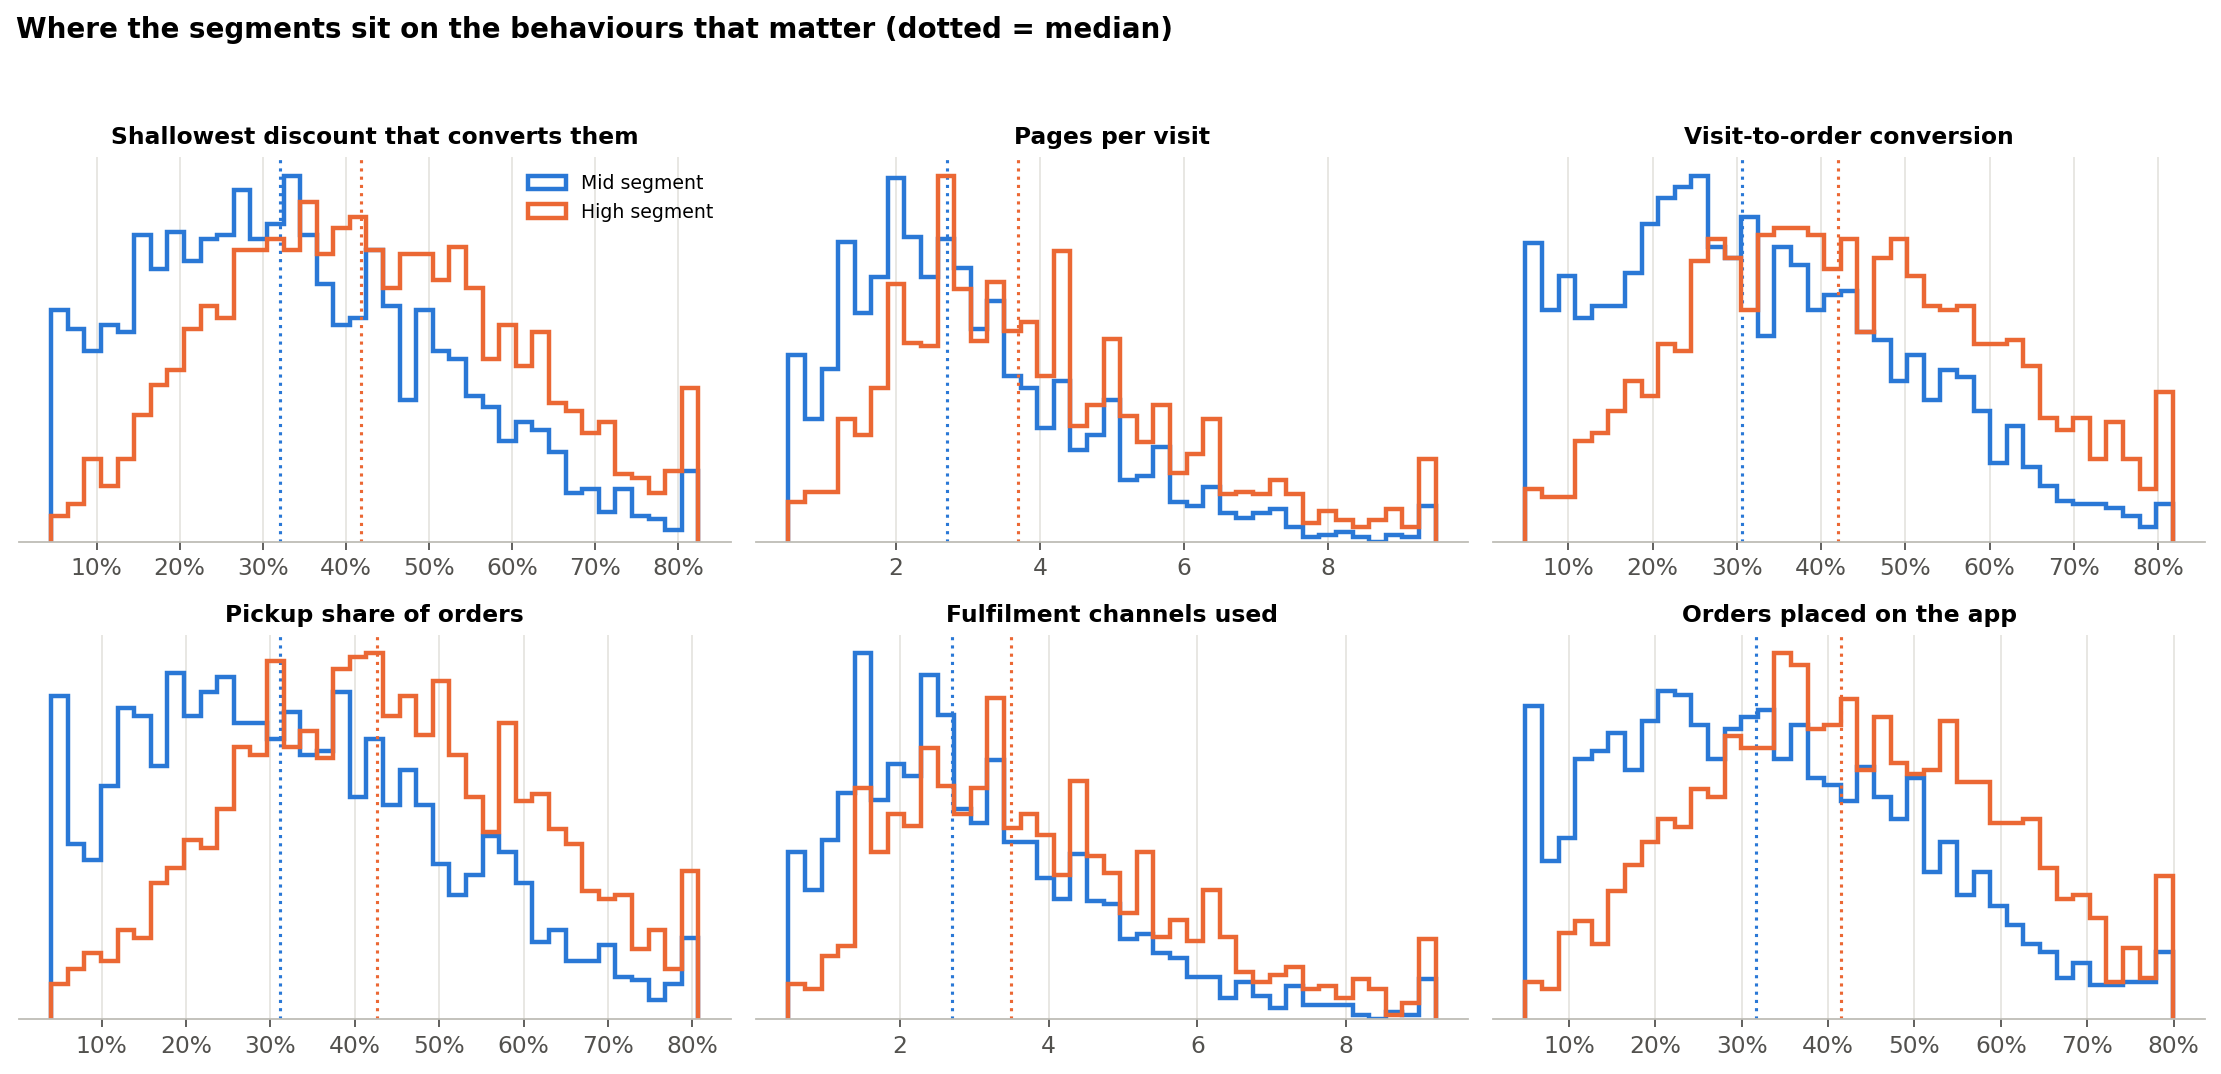 Where the segments sit on the behaviours that matter (dotted = median)
Shallowest discount that converts them
Mid segment
High segment
10% 20% 30% 40% 50% 60% 70% 80%
Pages per visit
2 4 6 8
Visit-to-order conversion
10% 20% 30% 40% 50% 60% 70% 80%
Pickup share of orders
10% 20% 30% 40% 50% 60% 70% 80%
Fulfilment channels used
2 4 6 8
Orders placed on the app
10% 20% 30% 40% 50% 60% 70% 80%